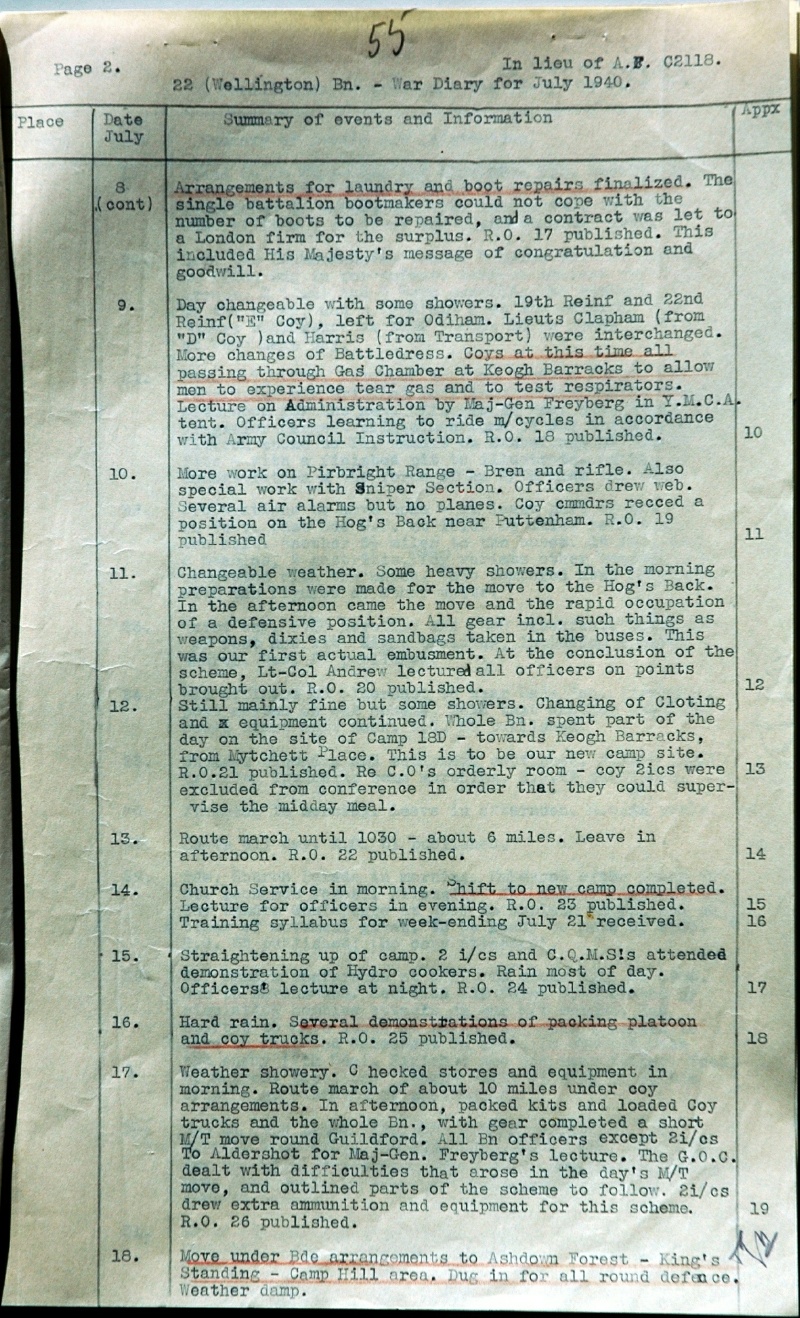 55
Page 2.
In lieu of A.F. C2118.
22 (Wellington) Bn. - War Diary for July 1940.
Place
Date
July
Summary of events and Information
Appx
8
(cont)
Arrangements for laundry and boot repairs finalized. The
single battalion bootmakers could not cope with the
number of boots to be repaired, and a contract was let to
a London firm for the surplus. R.O. 17 published. This
included His Majesty's message of congratulation and
goodwill.
9.
Day changeable with some showers. 19th Reinf and 22nd
Reinf("E" Coy), left for Odiham. Lieuts Clapham (from
"D" Coy )and Harris (from Transport) were interchanged.
More changes of Battledress. Coys at this time all
passing through Gas Chamber at Keogh Barracks to allow
men to experience tear gas and to test respirators.
Lecture on Administration by Maj-Gen Freyberg in Y.M.C.A.
tent. Officers learning to ride m/cycles in accordance
with Army Council Instruction. R.O. 18 published.
10
10.
More work on Pirbright Range - Bren and rifle. Also
special work with Sniper Section. Officers drew web.
Several air alarms but no planes. Coy cmmdrs recced a
position on the Hog's Back near Puttenham. R.O. 19
published
11
11.
Changeable weather. Some heavy showers. In the morning
preparations were made for the move to the Hog's Back.
In the afternoon came the move and the rapid occupation
of a defensive position. All gear incl. such things as
weapons, dixies and sandbags taken in the buses. This
was our first actual embusment. At the conclusion of the
scheme, Lt-Col Andrew lectured all officers on points
brought out. R.O. 20 published.
12
12.
Still mainly fine but some showers. Changing of Cloting
and x equipment continued. Whole Bn. spent part of the
day on the site of Camp 18D - towards Keogh Barracks,
from Mytchett Place. This is to be our new camp site.
R.O.21 published. Re C.O's orderly room - coy 2ics were
excluded from conference in order that they could super-
vise the midday meal.
13
13.
Route march until 1030 - about 6 miles. Leave in
afternoon. R.O. 22 published.
14
14.
Church Service in morning. Shift to new camp completed.
Lecture for officers in evening. R.O. 23 published.
15
Training syllabus for week-ending July 21 received.
16
15.
Straightening up of camp. 2 i/cs and C.Q.M.S!s attended
demonstration of Hydro cookers. Rain most of day.
Officers' lecture at night. R.O. 24 published.
17
16.
Hard rain. Several demonstrations of packing platoon
and coy trucks. R.O. 25 published.
18
17.
Weather showery. C hecked stores and equipment in
morning. Route march of about 10 miles under coy
arrangements. In afternoon, packed kits and loaded Coy
trucks and the whole Bn., with gear completed a short
M/T move round Guildford. All Bn officers except 2i/cs
To Aldershot for Maj-Gen. Freyberg's lecture. The G.O.C.
dealt with difficulties that arose in the day's M/T
move, and outlined parts of the scheme to follow. 2i/cs
drew extra ammunition and equipment for this scheme.
R.O. 26 published.
19
18.
Move under Bde arrangements to Ashdown Forest - King's
Standing - Camp Hill area. Dug in for all round defence.
Weather damp.